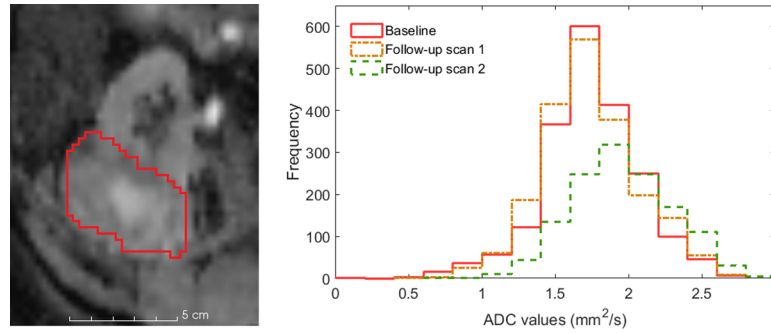 5 cm
Baseline
Follow-up scan 1
Follow-up scan 2
Frequency
600
500
400
300
200
100
0
0 0.5 1 1.5 2 2.5
ADC values (mm²/s)